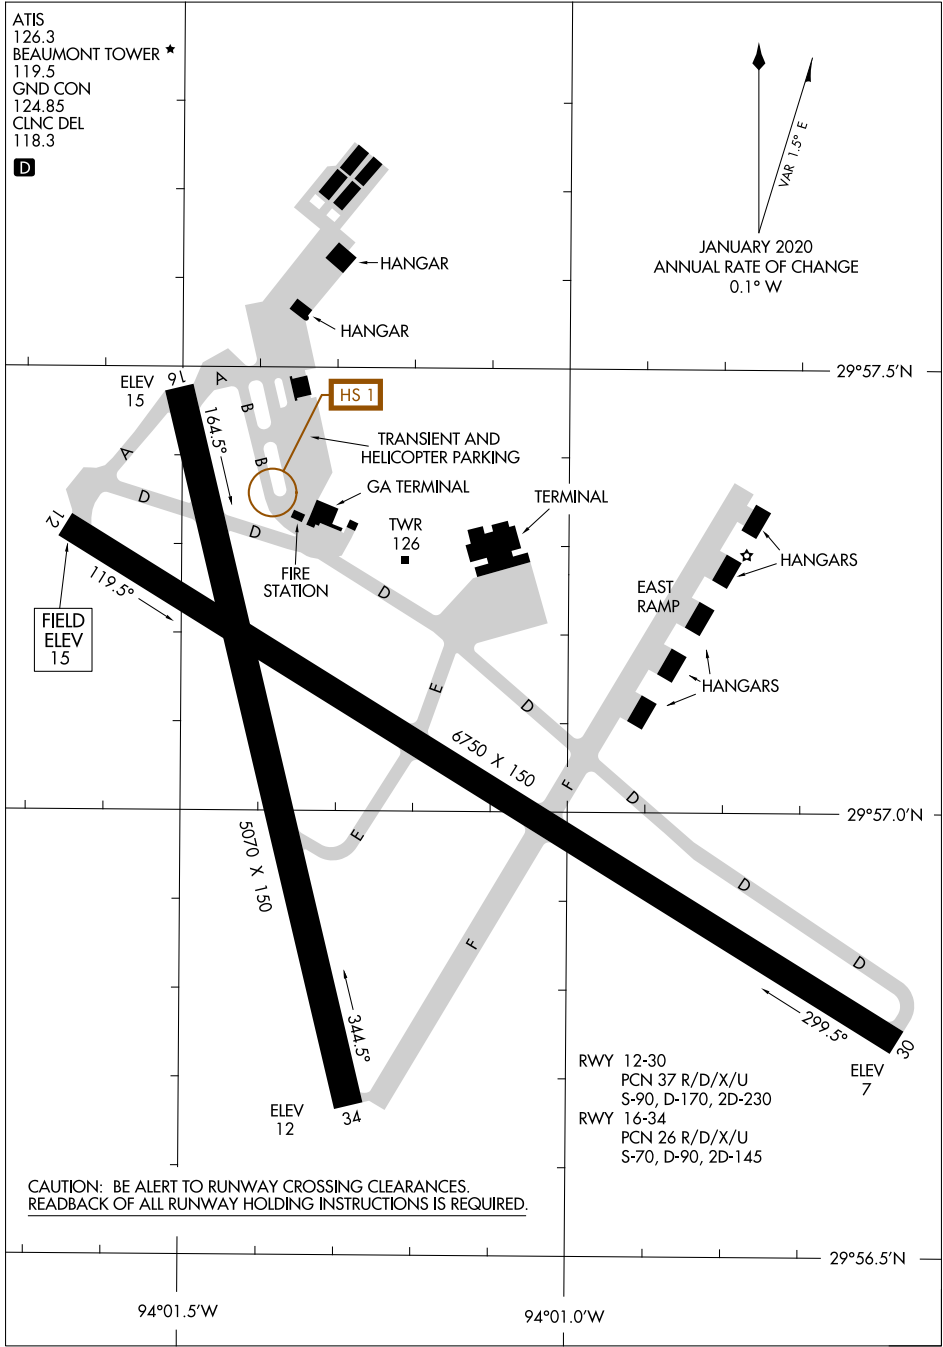 ATIS
126.3
BEAUMONT TOWER ★
119.5
GND CON
124.85
CLNC DEL
118.3
D
VAR 1.5° E
JANUARY 2020
ANNUAL RATE OF CHANGE
0.1° W
HANGAR
HANGAR
29°57.5'N
ELEV
15
16
A
B
HS 1
164.5°
A
B
TRANSIENT AND
HELICOPTER PARKING
GA TERMINAL
D
D
TERMINAL
12
TWR
126
HANGARS
FIRE
STATION
119.5°
D
EAST
RAMP
FIELD
ELEV
15
E
HANGARS
D
6750 X 150
F
D
29°57.0'N
E
5070 X 150
D
F
D
344.5°
299.5°
30
ELEV
7
ELEV
12
34
RWY 12-30
PCN 37 R/D/X/U
S-90, D-170, 2D-230
RWY 16-34
PCN 26 R/D/X/U
S-70, D-90, 2D-145
CAUTION: BE ALERT TO RUNWAY CROSSING CLEARANCES.
READBACK OF ALL RUNWAY HOLDING INSTRUCTIONS IS REQUIRED.
29°56.5'N
94°01.5'W
94°01.0'W